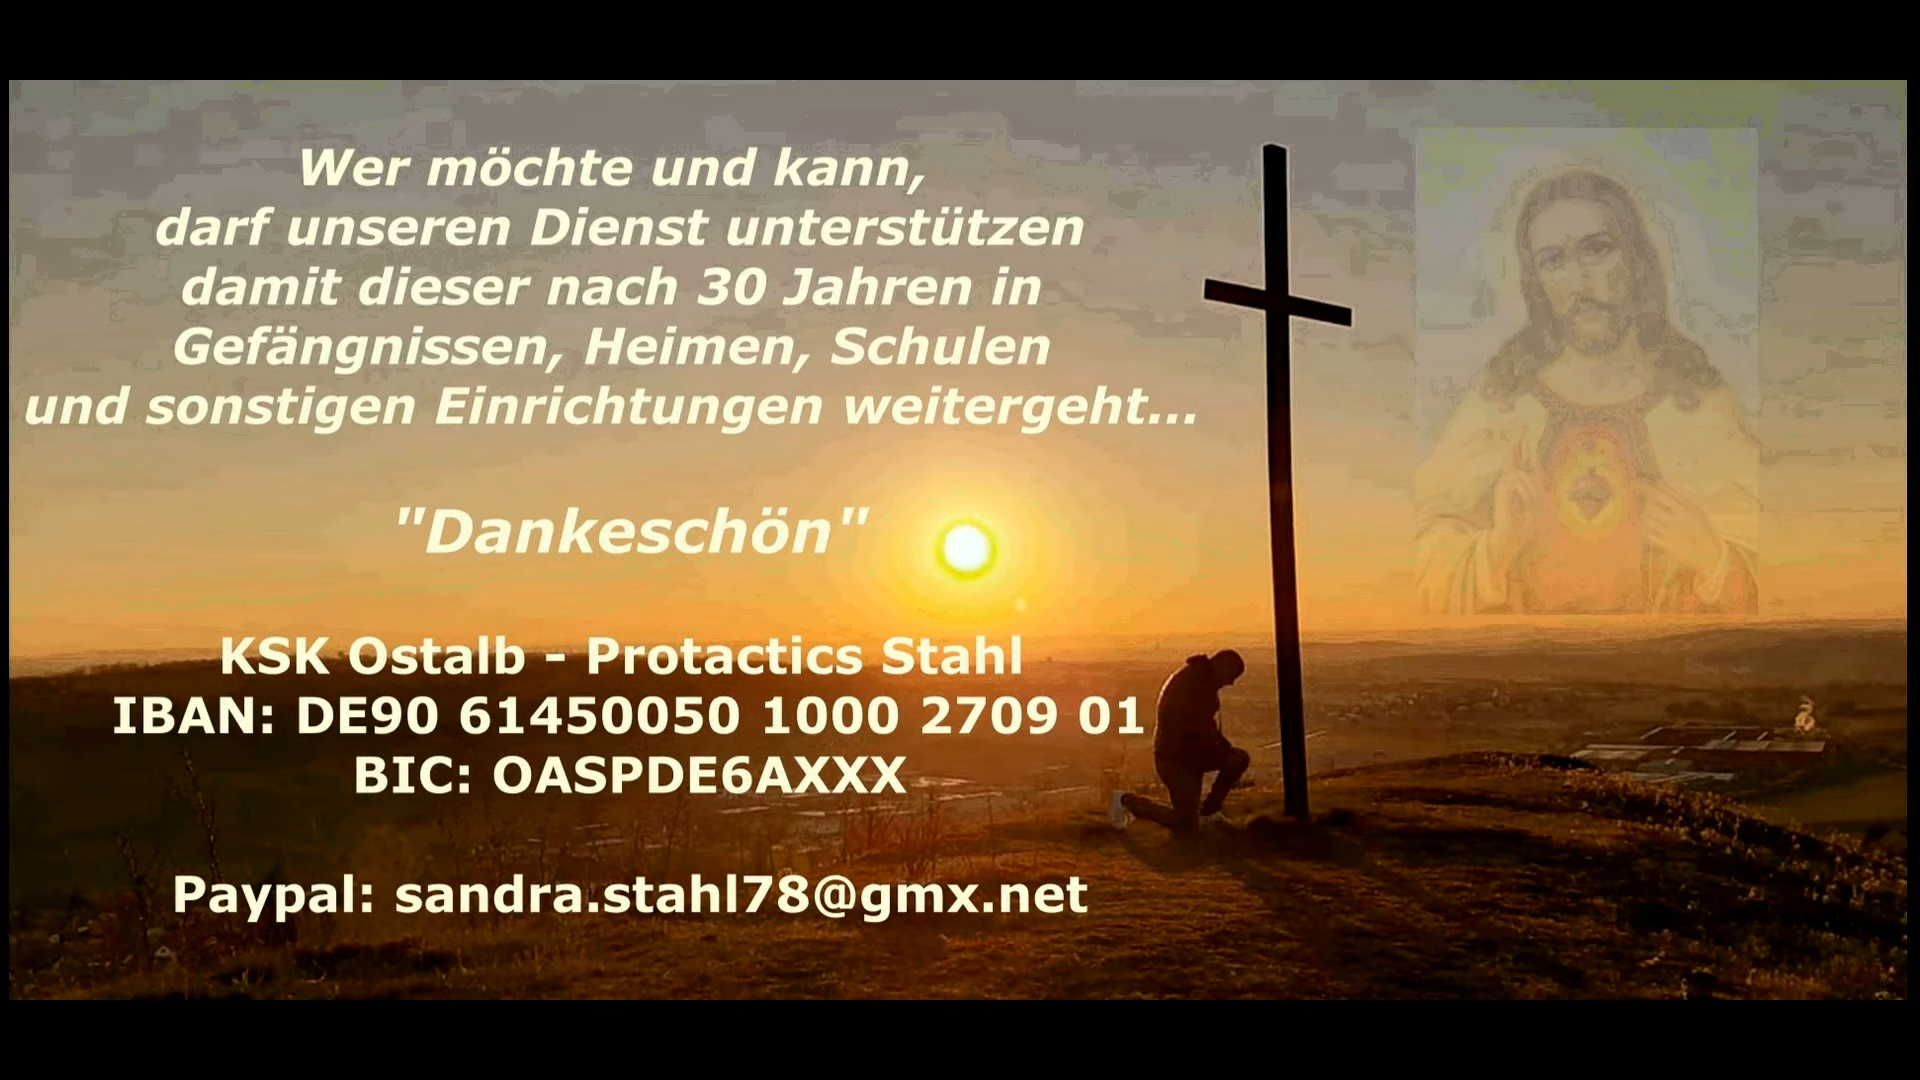 Wer möchte und kann,
darf unseren Dienst unterstützen
damit dieser nach 30 Jahren in
Gefängnissen, Heimen, Schulen
und sonstigen Einrichtungen weitergeht...
"Dankeschön"
KSK Ostalb - Protactics Stahl
IBAN: DE90 61450050 1000 2709 01
BIC: OASPDE6AXXX
Paypal: sandra.stahl78@gmx.net